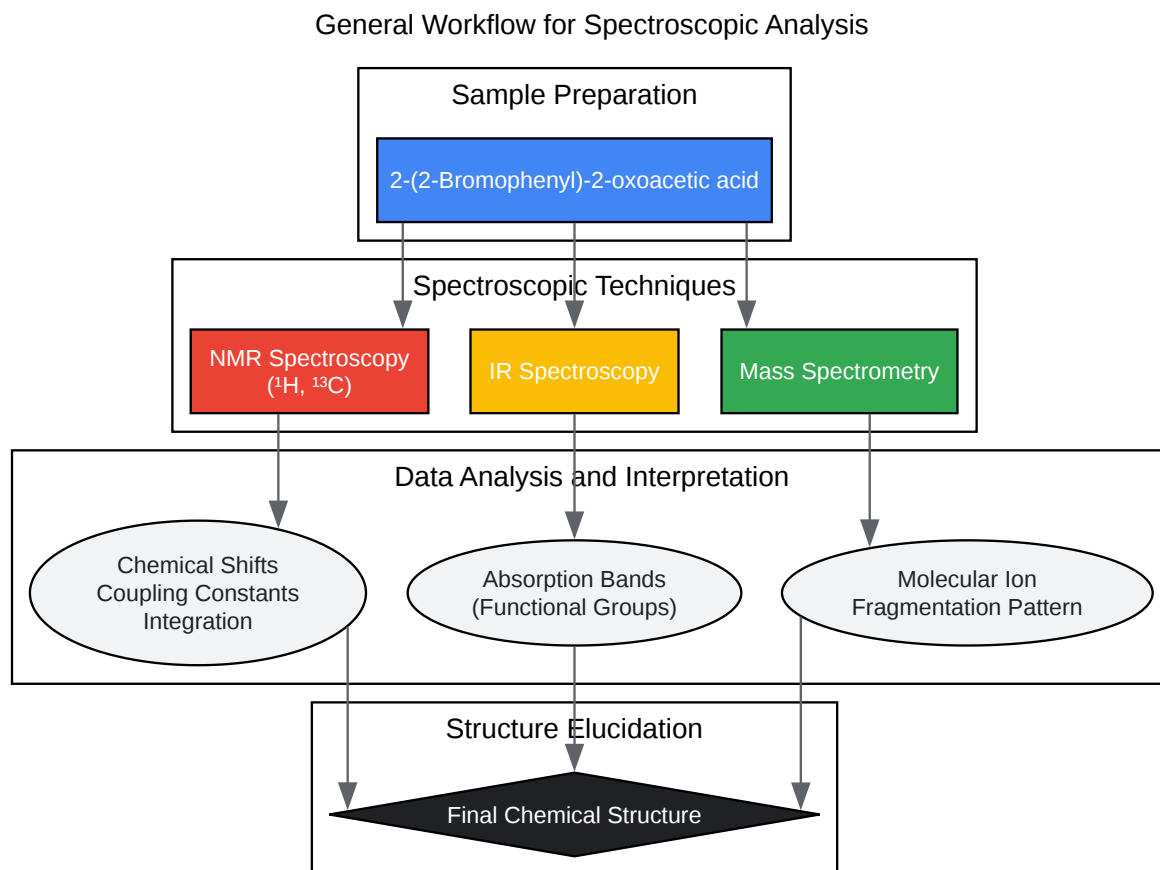 General Workflow for Spectroscopic Analysis
Sample Preparation
2-(2-Bromophenyl)-2-oxoacetic acid
Spectroscopic Techniques
NMR Spectroscopy
(¹H, ¹³C)
IR Spectroscopy
Mass Spectrometry
Data Analysis and Interpretation
Chemical Shifts
Coupling Constants
Integration
Absorption Bands
(Functional Groups)
Molecular Ion
Fragmentation Pattern
Structure Elucidation
Final Chemical Structure